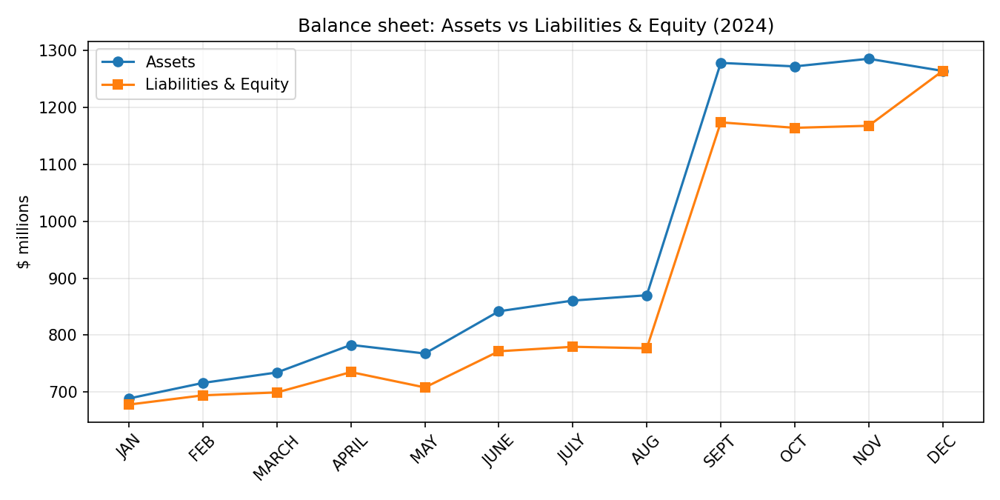 Balance sheet: Assets vs Liabilities & Equity (2024)
Assets
Liabilities & Equity
$ millions
1300
1200
1100
1000
900
800
700
JAN
FEB
MARCH
APRIL
MAY
JUNE
JULY
AUG
SEPT
OCT
NOV
DEC